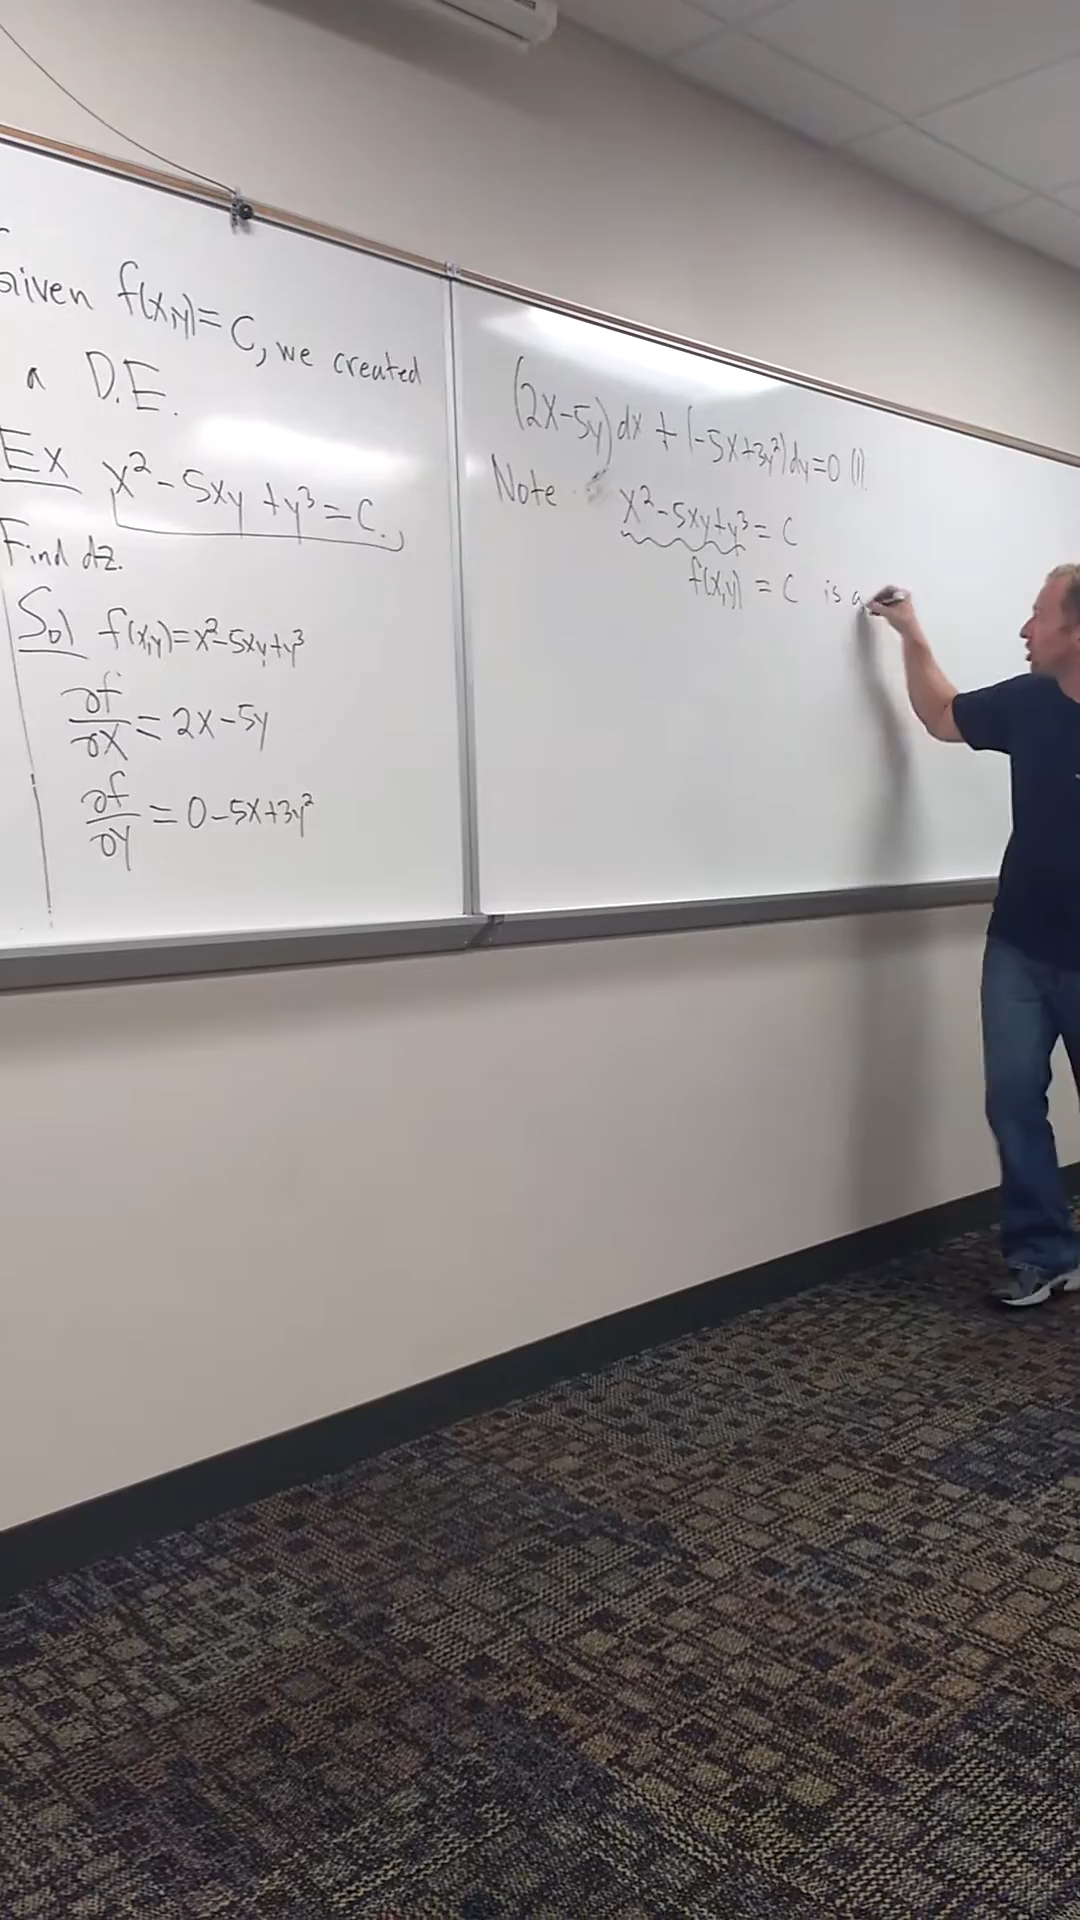 Given f(x,y) = C, we created
a D.E.
Ex x² - 5xy + y³ = C.
Find dz.
Sol f(x,y) = x² - 5xy + y³
∂f/∂x = 2x - 5y
∂f/∂y = 0 - 5x + 3y²
(2x - 5y) dx + (-5x + 3y²) dy = 0 (1)
Note x² - 5xy + y³ = C
f(x,y) = C is a